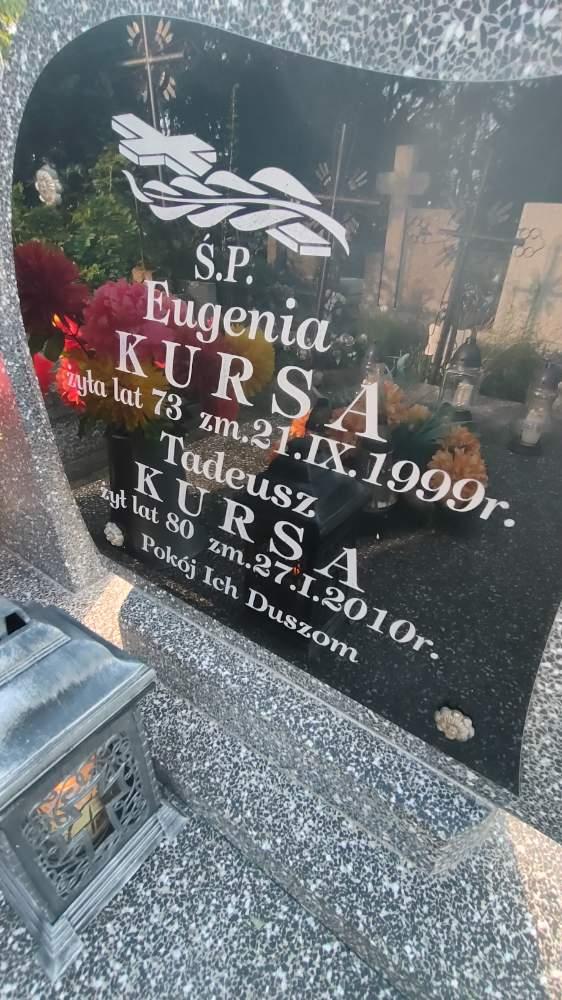 Ś.P.
Eugenia
KURSA
żyła lat 73 zm.21.IX.1999r.
Tadeusz
KURSA
żył lat 80 zm.27.I.2010r.
Pokój Ich Duszom